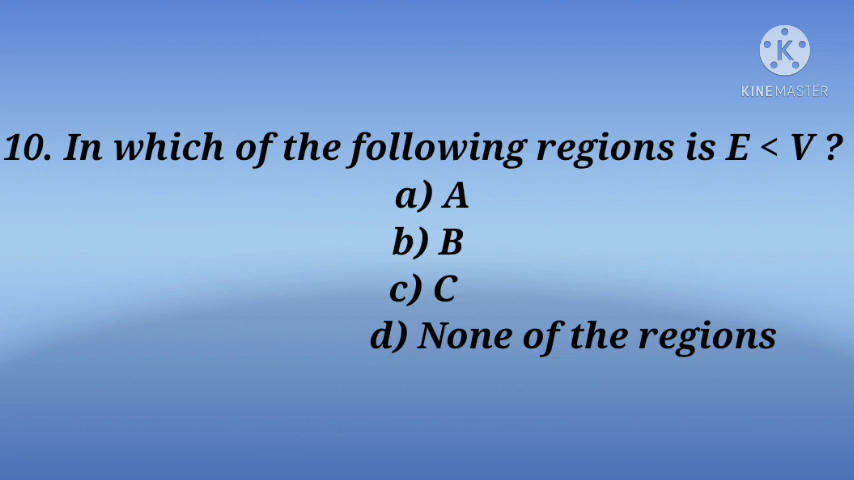 KINEMASTER
10. In which of the following regions is E < V ?
a) A
b) B
c) C
d) None of the regions